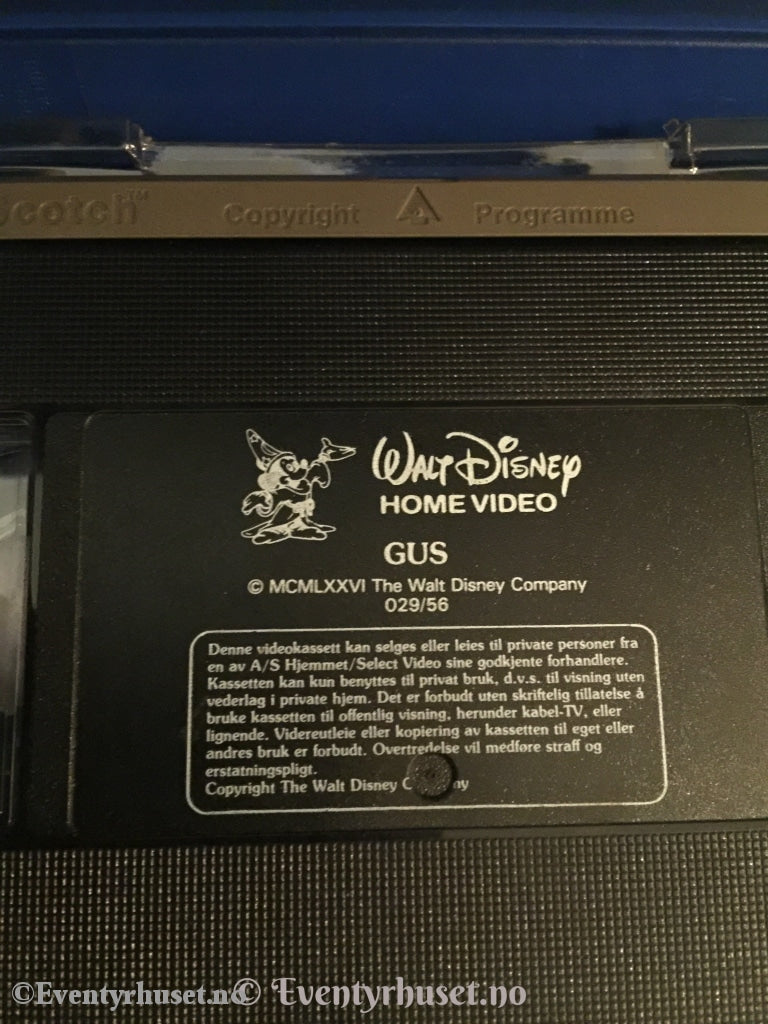 Scotch™ Copyright Programme
WALT DISNEY
HOME VIDEO
GUS
© MCMLXXVI The Walt Disney Company
029/56
Denne videokassett kan selges eller leies til private personer fra
en av A/S Hjemmet/Select Video sine godkjente forhandlere.
Kassetten kan kun benyttes til privat bruk, d.v.s. til visning uten
vederlag i private hjem. Det er forbudt uten skriftelig tillatelse å
bruke kassetten til offentlig visning, herunder kabel-TV, eller
lignende. Videreutleie eller kopiering av kassetten til eget eller
andres bruk er forbudt. Overtredelse vil medføre straff og
erstatningspligt.
Copyright The Walt Disney
©Eventyrhuset.no © Eventyrhuset.no